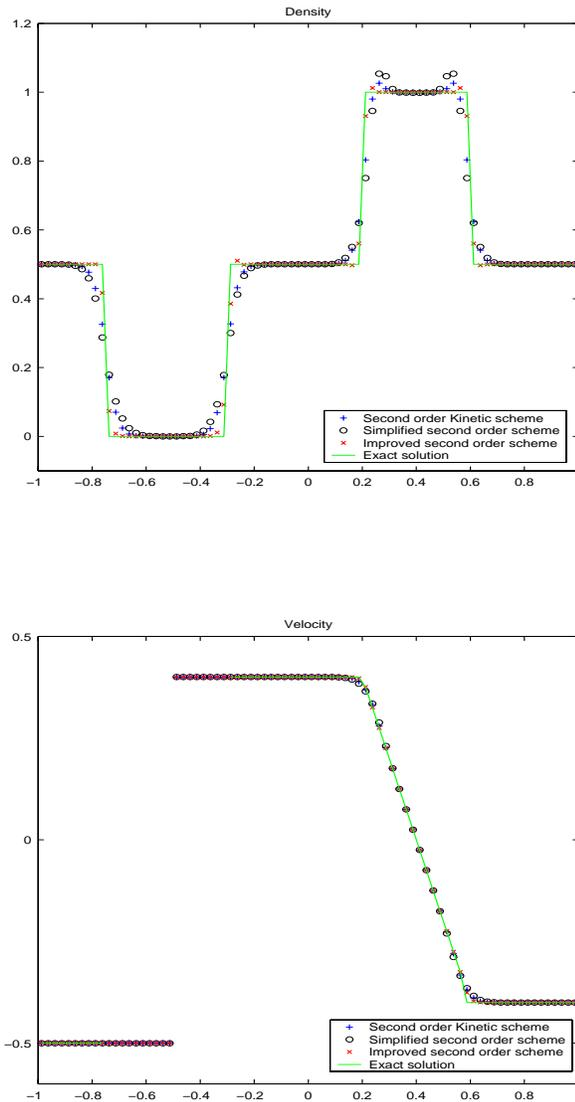 Density
1.2
1
0.8
0.6
0.4
0.2
0
Second order Kinetic scheme
Simplified second order scheme
Improved second order scheme
Exact solution
−1 −0.8 −0.6 −0.4 −0.2 0 0.2 0.4 0.6 0.8
Velocity
0.5
0
−0.5
Second order Kinetic scheme
Simplified second order scheme
Improved second order scheme
Exact solution
−1 −0.8 −0.6 −0.4 −0.2 0 0.2 0.4 0.6 0.8